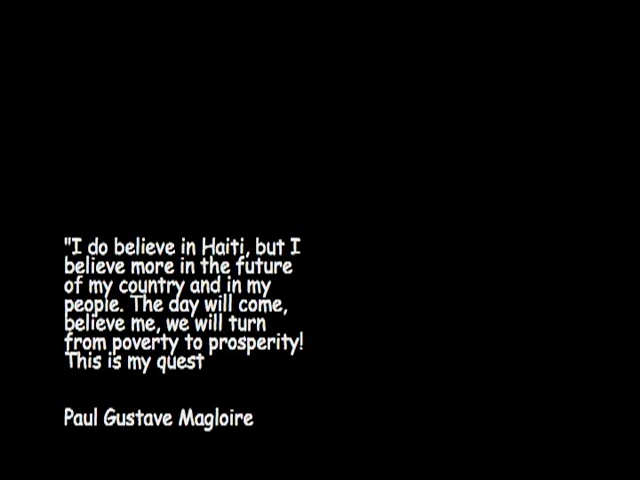 "I do believe in Haiti, but I
believe more in the future
of my country and in my
people. The day will come,
believe me, we will turn
from poverty to prosperity!
This is my quest
Paul Gustave Magloire